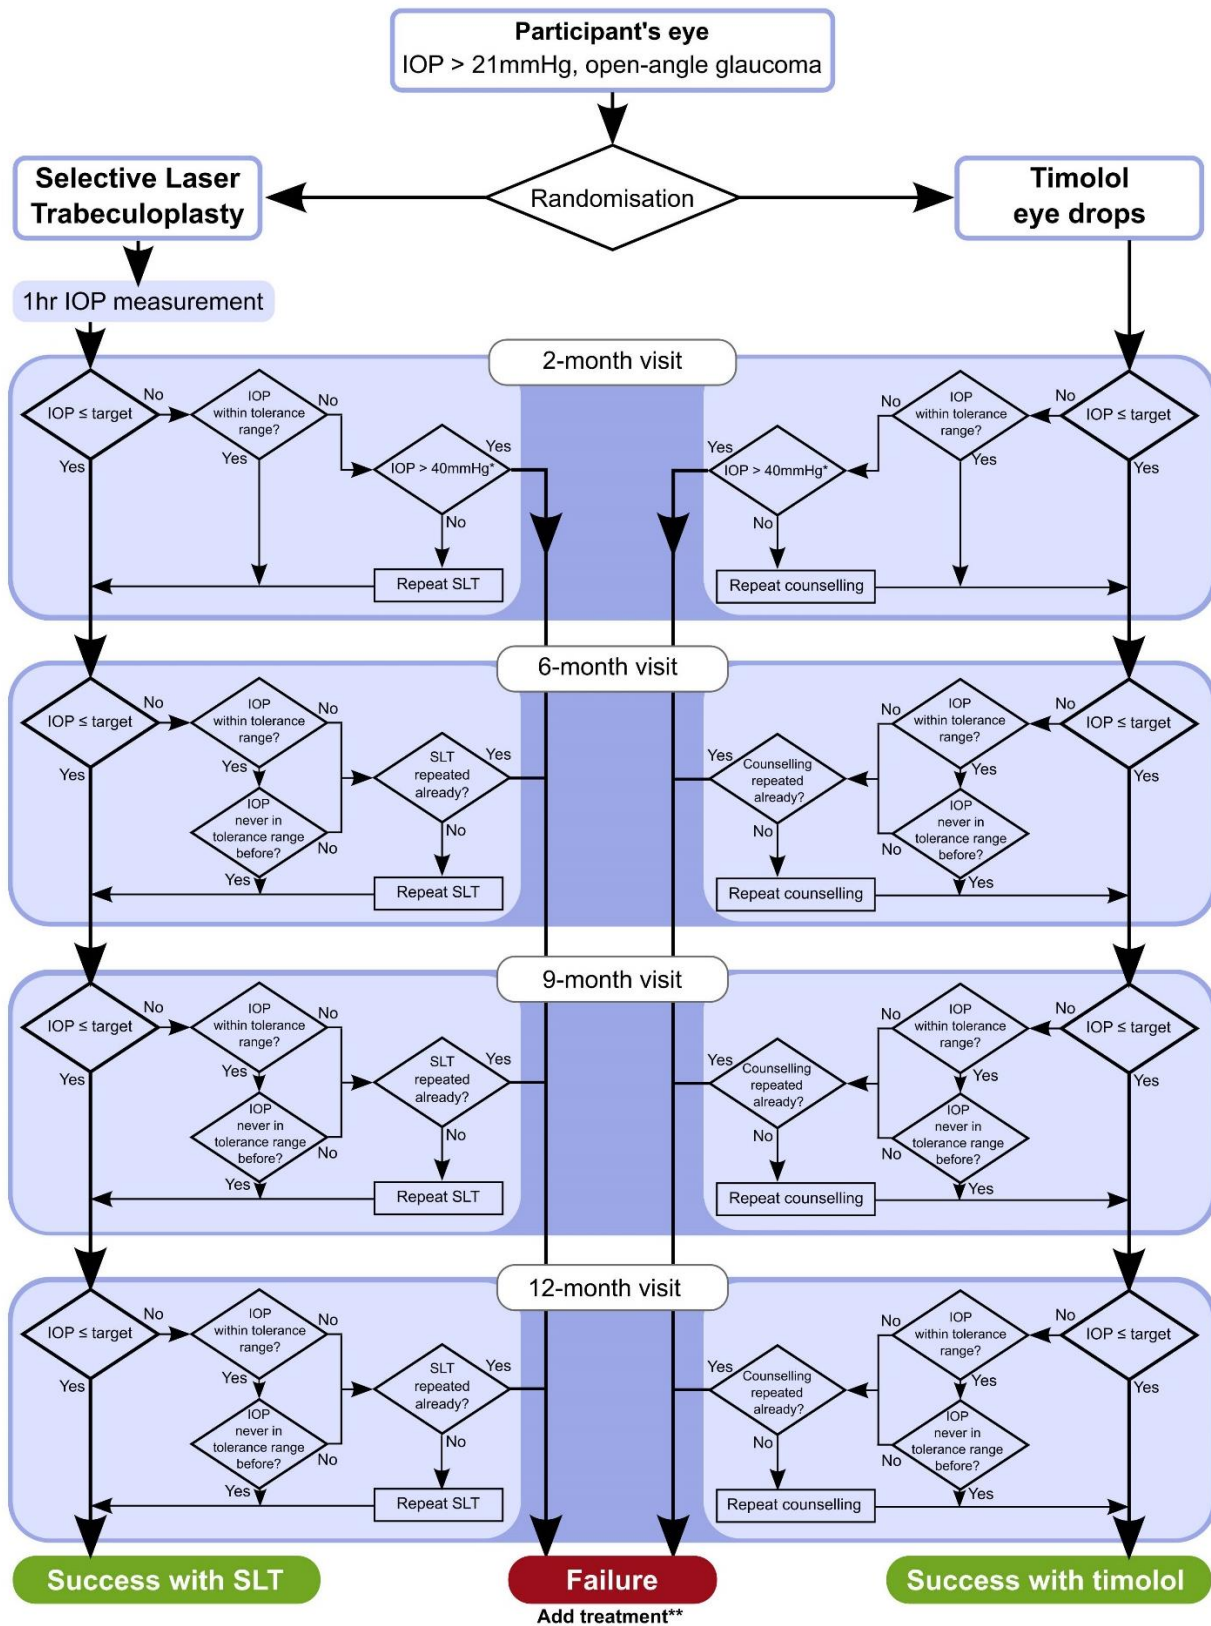 Participant's eye
IOP > 21mmHg, open-angle glaucoma
Randomisation
Selective Laser
Trabeculoplasty
Timolol
eye drops
1hr IOP measurement
2-month visit
IOP ≤ target
No
Yes
IOP
within tolerance
range?
No
Yes
IOP > 40mmHg*
Yes
No
Repeat SLT
Yes
IOP > 40mmHg*
No
Repeat counselling
No
IOP
within tolerance
range?
Yes
No
IOP ≤ target
Yes
6-month visit
IOP ≤ target
No
Yes
IOP
within tolerance
range?
No
Yes
IOP
never in
tolerance range
before?
No
Yes
SLT
repeated
already?
Yes
No
Repeat SLT
Yes
Counselling
repeated
already?
No
Repeat counselling
No
IOP
within tolerance
range?
Yes
IOP
never in
tolerance range
before?
No
Yes
No
IOP ≤ target
Yes
9-month visit
IOP ≤ target
No
Yes
IOP
within tolerance
range?
No
Yes
IOP
never in
tolerance range
before?
No
Yes
SLT
repeated
already?
Yes
No
Repeat SLT
Yes
Counselling
repeated
already?
No
Repeat counselling
No
IOP
within tolerance
range?
Yes
IOP
never in
tolerance range
before?
No
Yes
No
IOP ≤ target
Yes
12-month visit
IOP ≤ target
No
Yes
IOP
within tolerance
range?
No
Yes
IOP
never in
tolerance range
before?
No
Yes
SLT
repeated
already?
Yes
No
Repeat SLT
Yes
Counselling
repeated
already?
No
Repeat counselling
No
IOP
within tolerance
range?
Yes
IOP
never in
tolerance range
before?
No
Yes
No
IOP ≤ target
Yes
Success with SLT
Failure
Success with timolol
Add treatment**